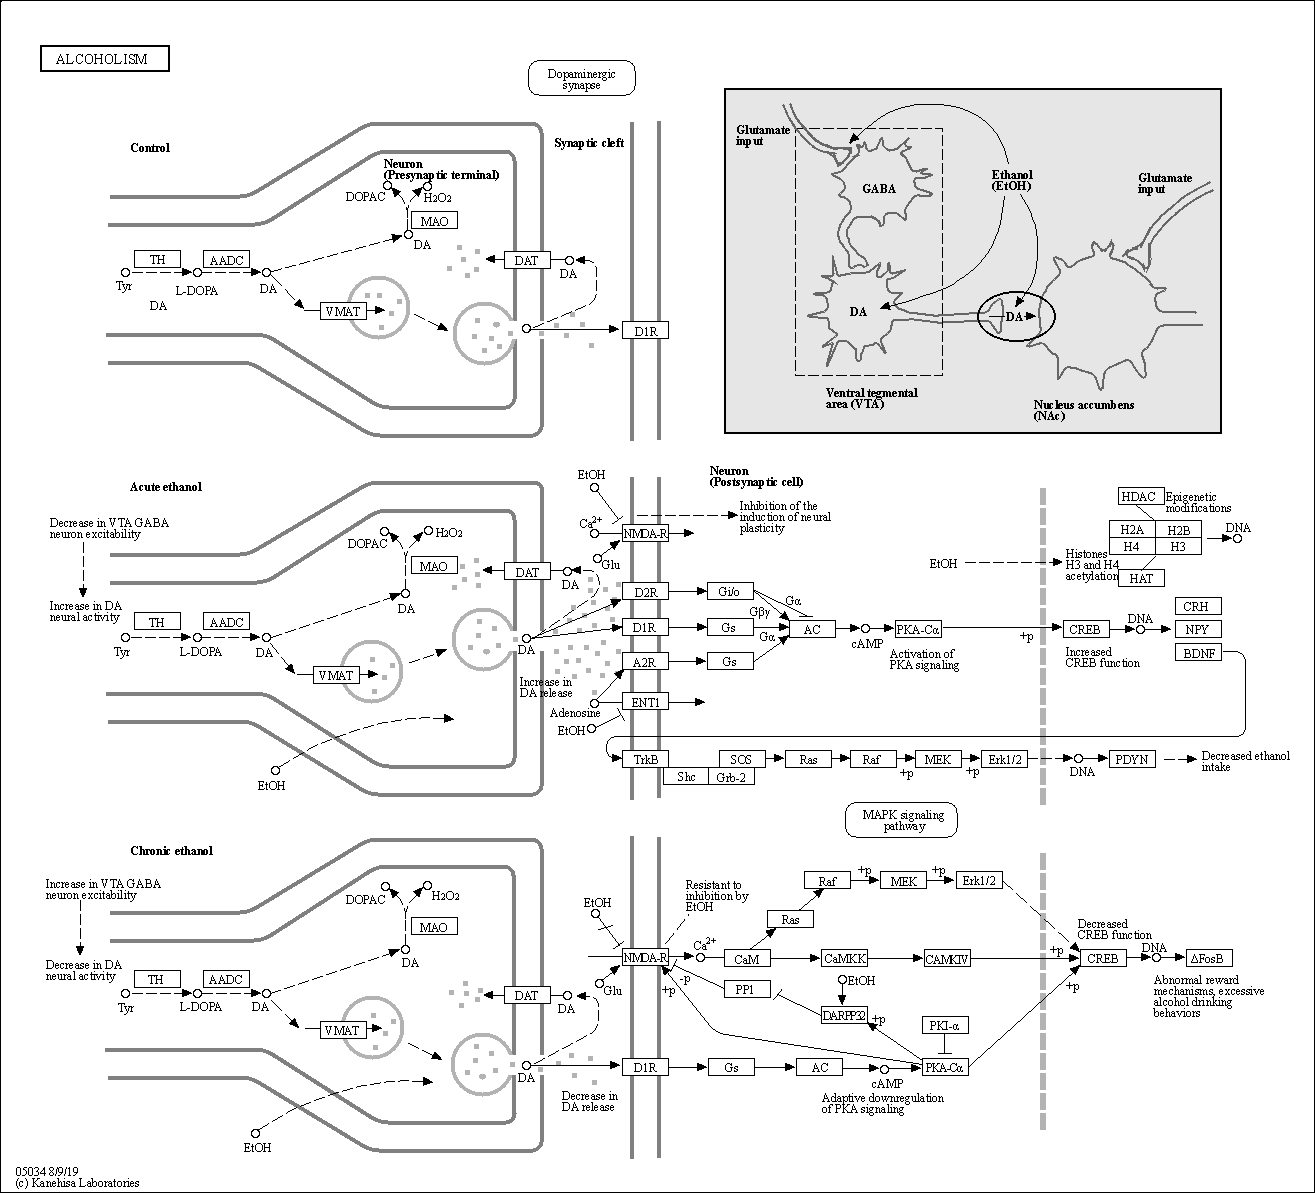 ALCOHOLISM
Dopaminergic
synapse
Control
Synaptic cleft
Neuron
(Presynaptic terminal)
DOPAC
H2O2
MAO
DA
TH
AADC
Tyr
L-DOPA
DA
DA
VMAT
DAT
DA
D1R
Glutamate
input
GABA
Ethanol
(EtOH)
Glutamate
input
DA
DA
Ventral tegmental
area (VTA)
Nucleus accumbens
(NAc)
Acute ethanol
Decrease in VTA GABA
neuron excitability
Increase in DA
neural activity
DOPAC
H2O2
MAO
DA
TH
AADC
Tyr
L-DOPA
DA
VMAT
DAT
DA
DA
Increase in
DA release
EtOH
EtOH
Ca2+
NMDA-R
Glu
Neuron
(Postsynaptic cell)
Inhibition of the
induction of neural
plasticity
D2R
Gi/o
Gα
Gβγ
D1R
Gs
Gα
AC
cAMP
PKA-Cα
Activation of
PKA signaling
+p
A2R
Gs
Adenosine
ENT1
EtOH
EtOH
Histones
H3 and H4
acetylation
HDAC
Epigenetic
modifications
H2A
H2B
H4
H3
HAT
DNA
CREB
Increased
CREB function
DNA
CRH
NPY
BDNF
TrkB
Shc
Grb-2
SOS
Ras
Raf
+p
MEK
+p
Erk1/2
DNA
PDYN
Decreased ethanol
intake
MAPK signaling
pathway
Chronic ethanol
Increase in VTA GABA
neuron excitability
Decrease in DA
neural activity
DOPAC
H2O2
MAO
DA
TH
AADC
Tyr
L-DOPA
DA
VMAT
DAT
DA
DA
Decrease in
DA release
EtOH
EtOH
NMDA-R
Glu
Resistant to
inhibition by
EtOH
Ca2+
+p
-p
CaM
Ras
Raf
+p
MEK
+p
Erk1/2
CaMKK
CAMKIV
+p
PP1
EtOH
DARPP32
+p
PKI-α
PKA-Cα
+p
D1R
Gs
AC
cAMP
Adaptive downregulation
of PKA signaling
Decreased
CREB function
CREB
DNA
ΔFosB
Abnormal reward
mechanisms, excessive
alcohol drinking
behaviors
05034 8/9/19
(c) Kanehisa Laboratories